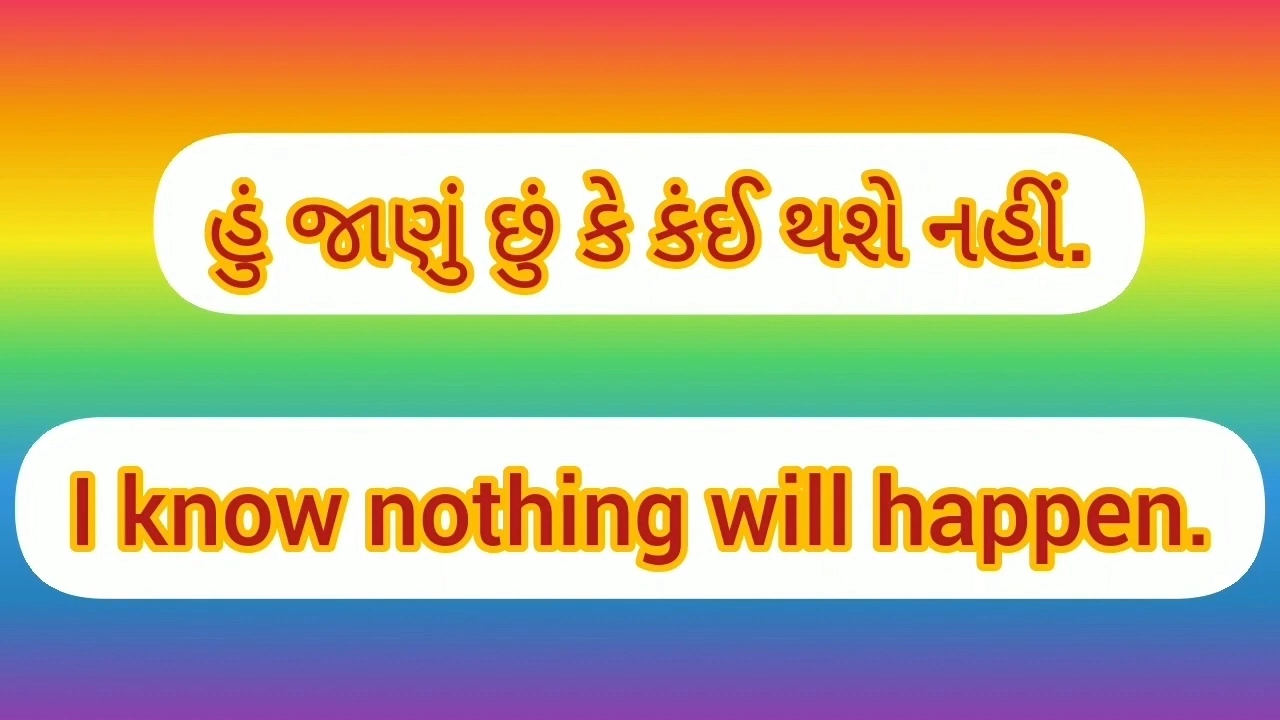 હું જાણું છું કે કંઈ થશે નહીં.
I know nothing will happen.